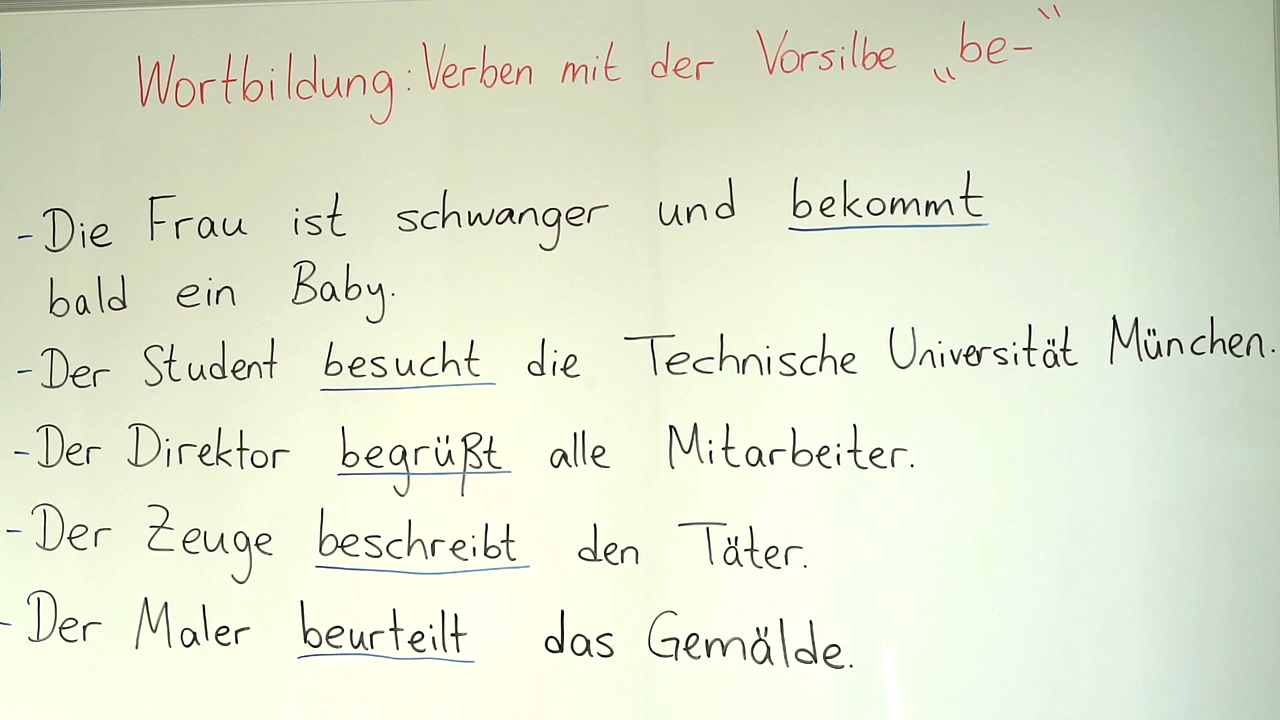 Wortbildung: Verben mit der Vorsilbe „be-“
- Die Frau ist schwanger und bekommt
bald ein Baby.
- Der Student besucht die Technische Universität München.
- Der Direktor begrüßt alle Mitarbeiter.
- Der Zeuge beschreibt den Täter.
- Der Maler beurteilt das Gemälde.